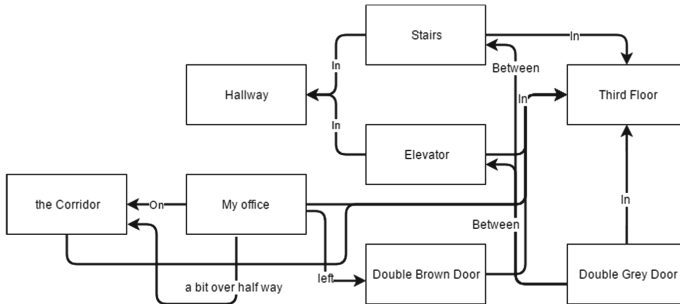 Stairs
In
Between
In
Hallway
In
Third Floor
In
Elevator
the Corridor
On
My office
In
Between
left
Double Brown Door
Double Grey Door
a bit over half way